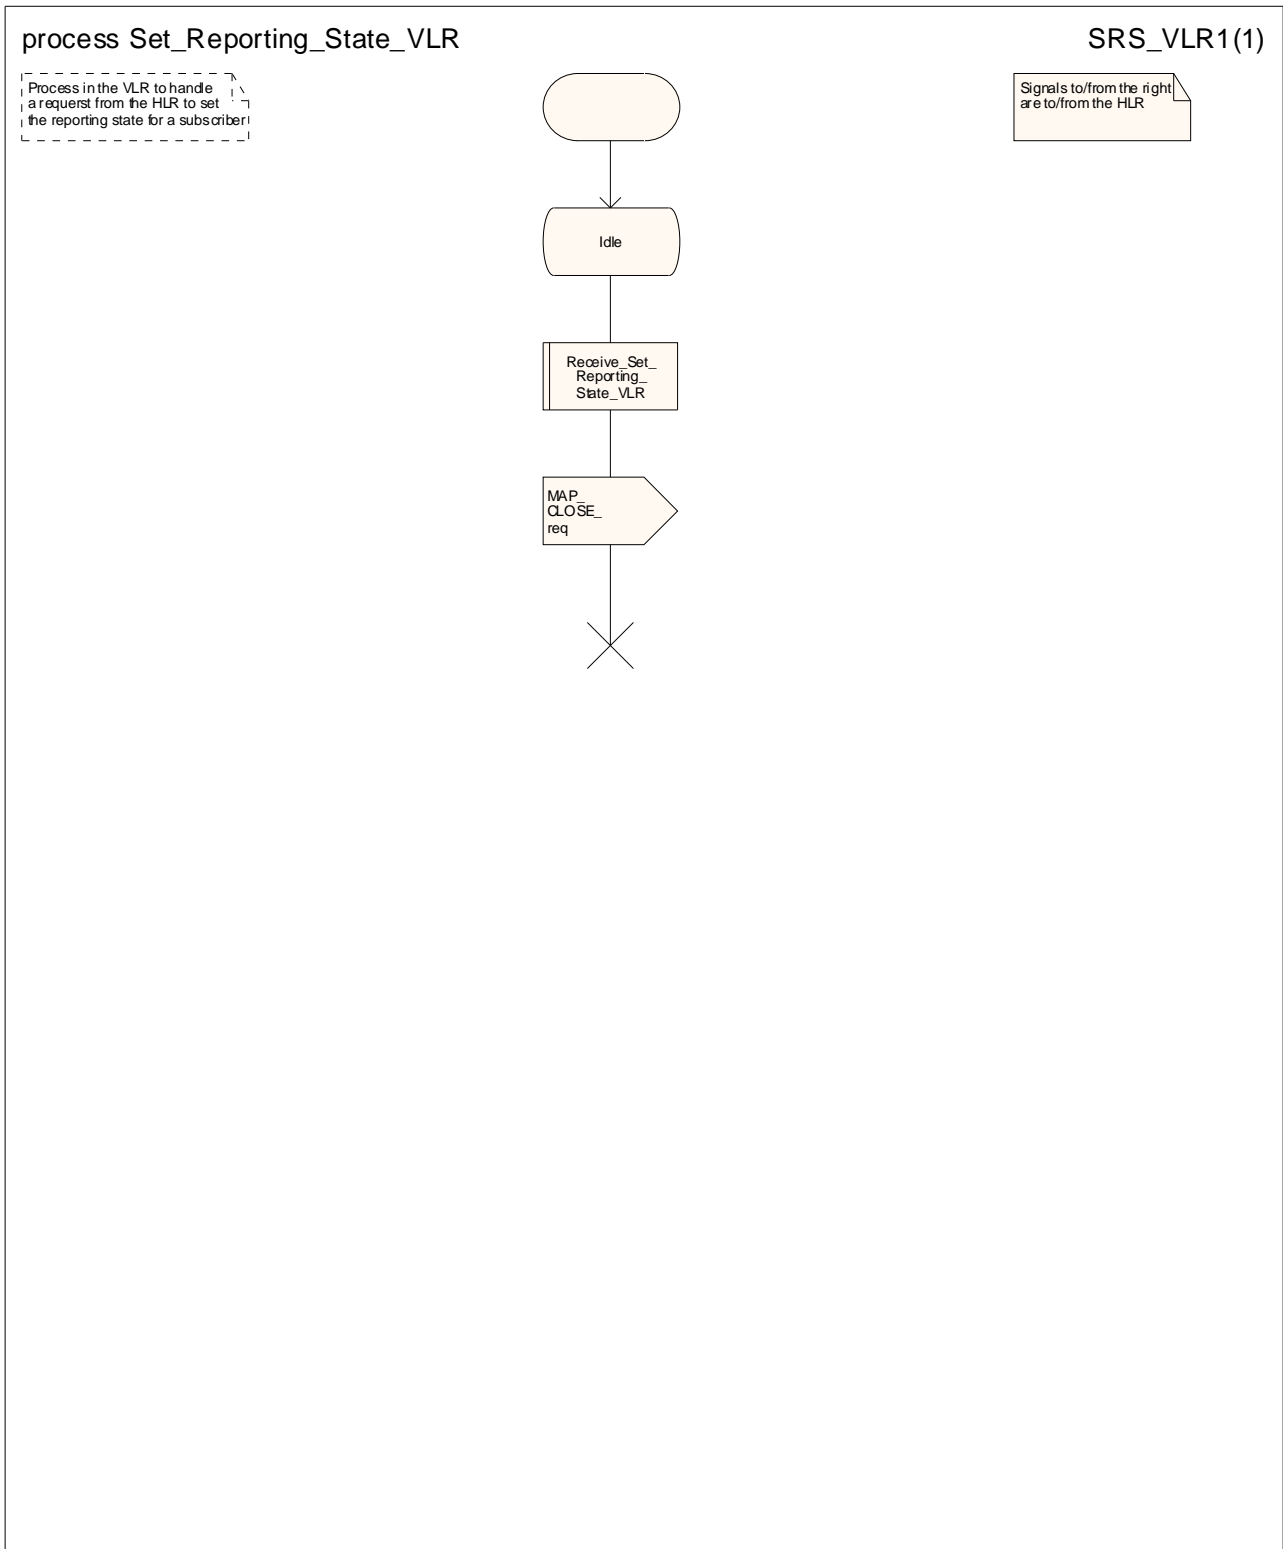 process Set_Reporting_State_VLR
SRS_VLR1(1)
Process in the VLR to handle
a requerst from the HLR to set
the reporting state for a subscriber
Signals to/from the right
are to/from the HLR
Idle
Receive_Set_
Reporting_
State_VLR
MAP_
CLOSE_
req